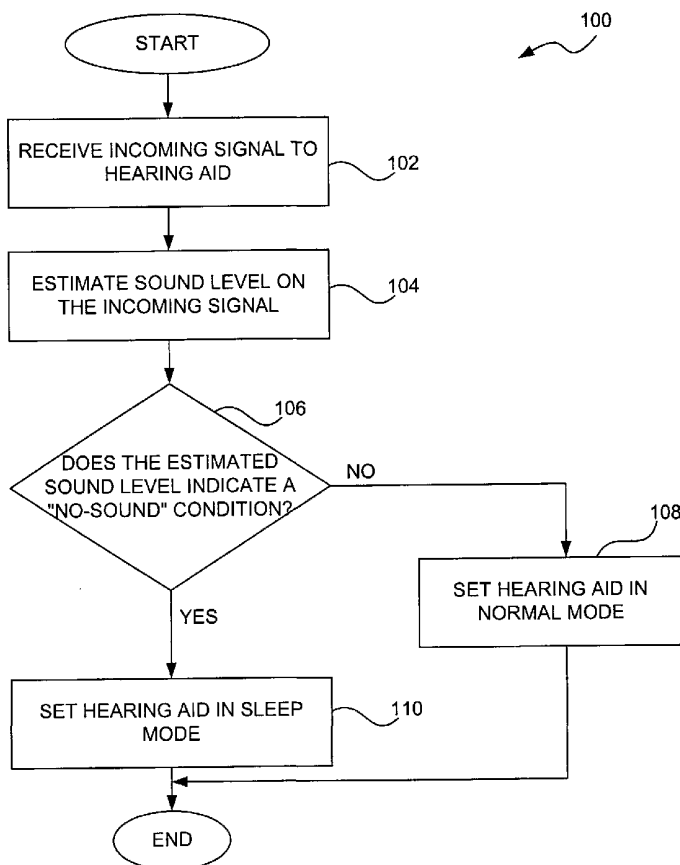 START
100
RECEIVE INCOMING SIGNAL TO
HEARING AID
102
ESTIMATE SOUND LEVEL ON
THE INCOMING SIGNAL
104
106
DOES THE ESTIMATED
SOUND LEVEL INDICATE A
"NO-SOUND" CONDITION?
NO
108
SET HEARING AID IN
NORMAL MODE
YES
SET HEARING AID IN SLEEP
MODE
110
END